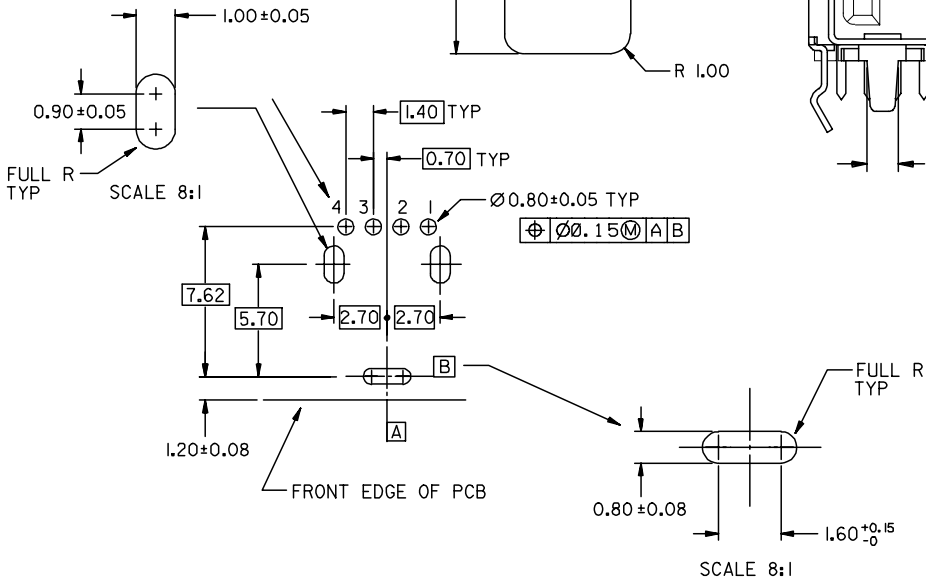 1.00±0.05
R 1.00
0.90±0.05
1.40 TYP
0.70 TYP
FULL R
TYP
SCALE 8:1
4 3 2 1
Ø0.80±0.05 TYP
⌖ Ø0.15Ⓜ A B
7.62
5.70
2.70 2.70
B
FULL R
TYP
A
1.20±0.08
FRONT EDGE OF PCB
0.80±0.08
1.60 +0.15 -0
SCALE 8:1